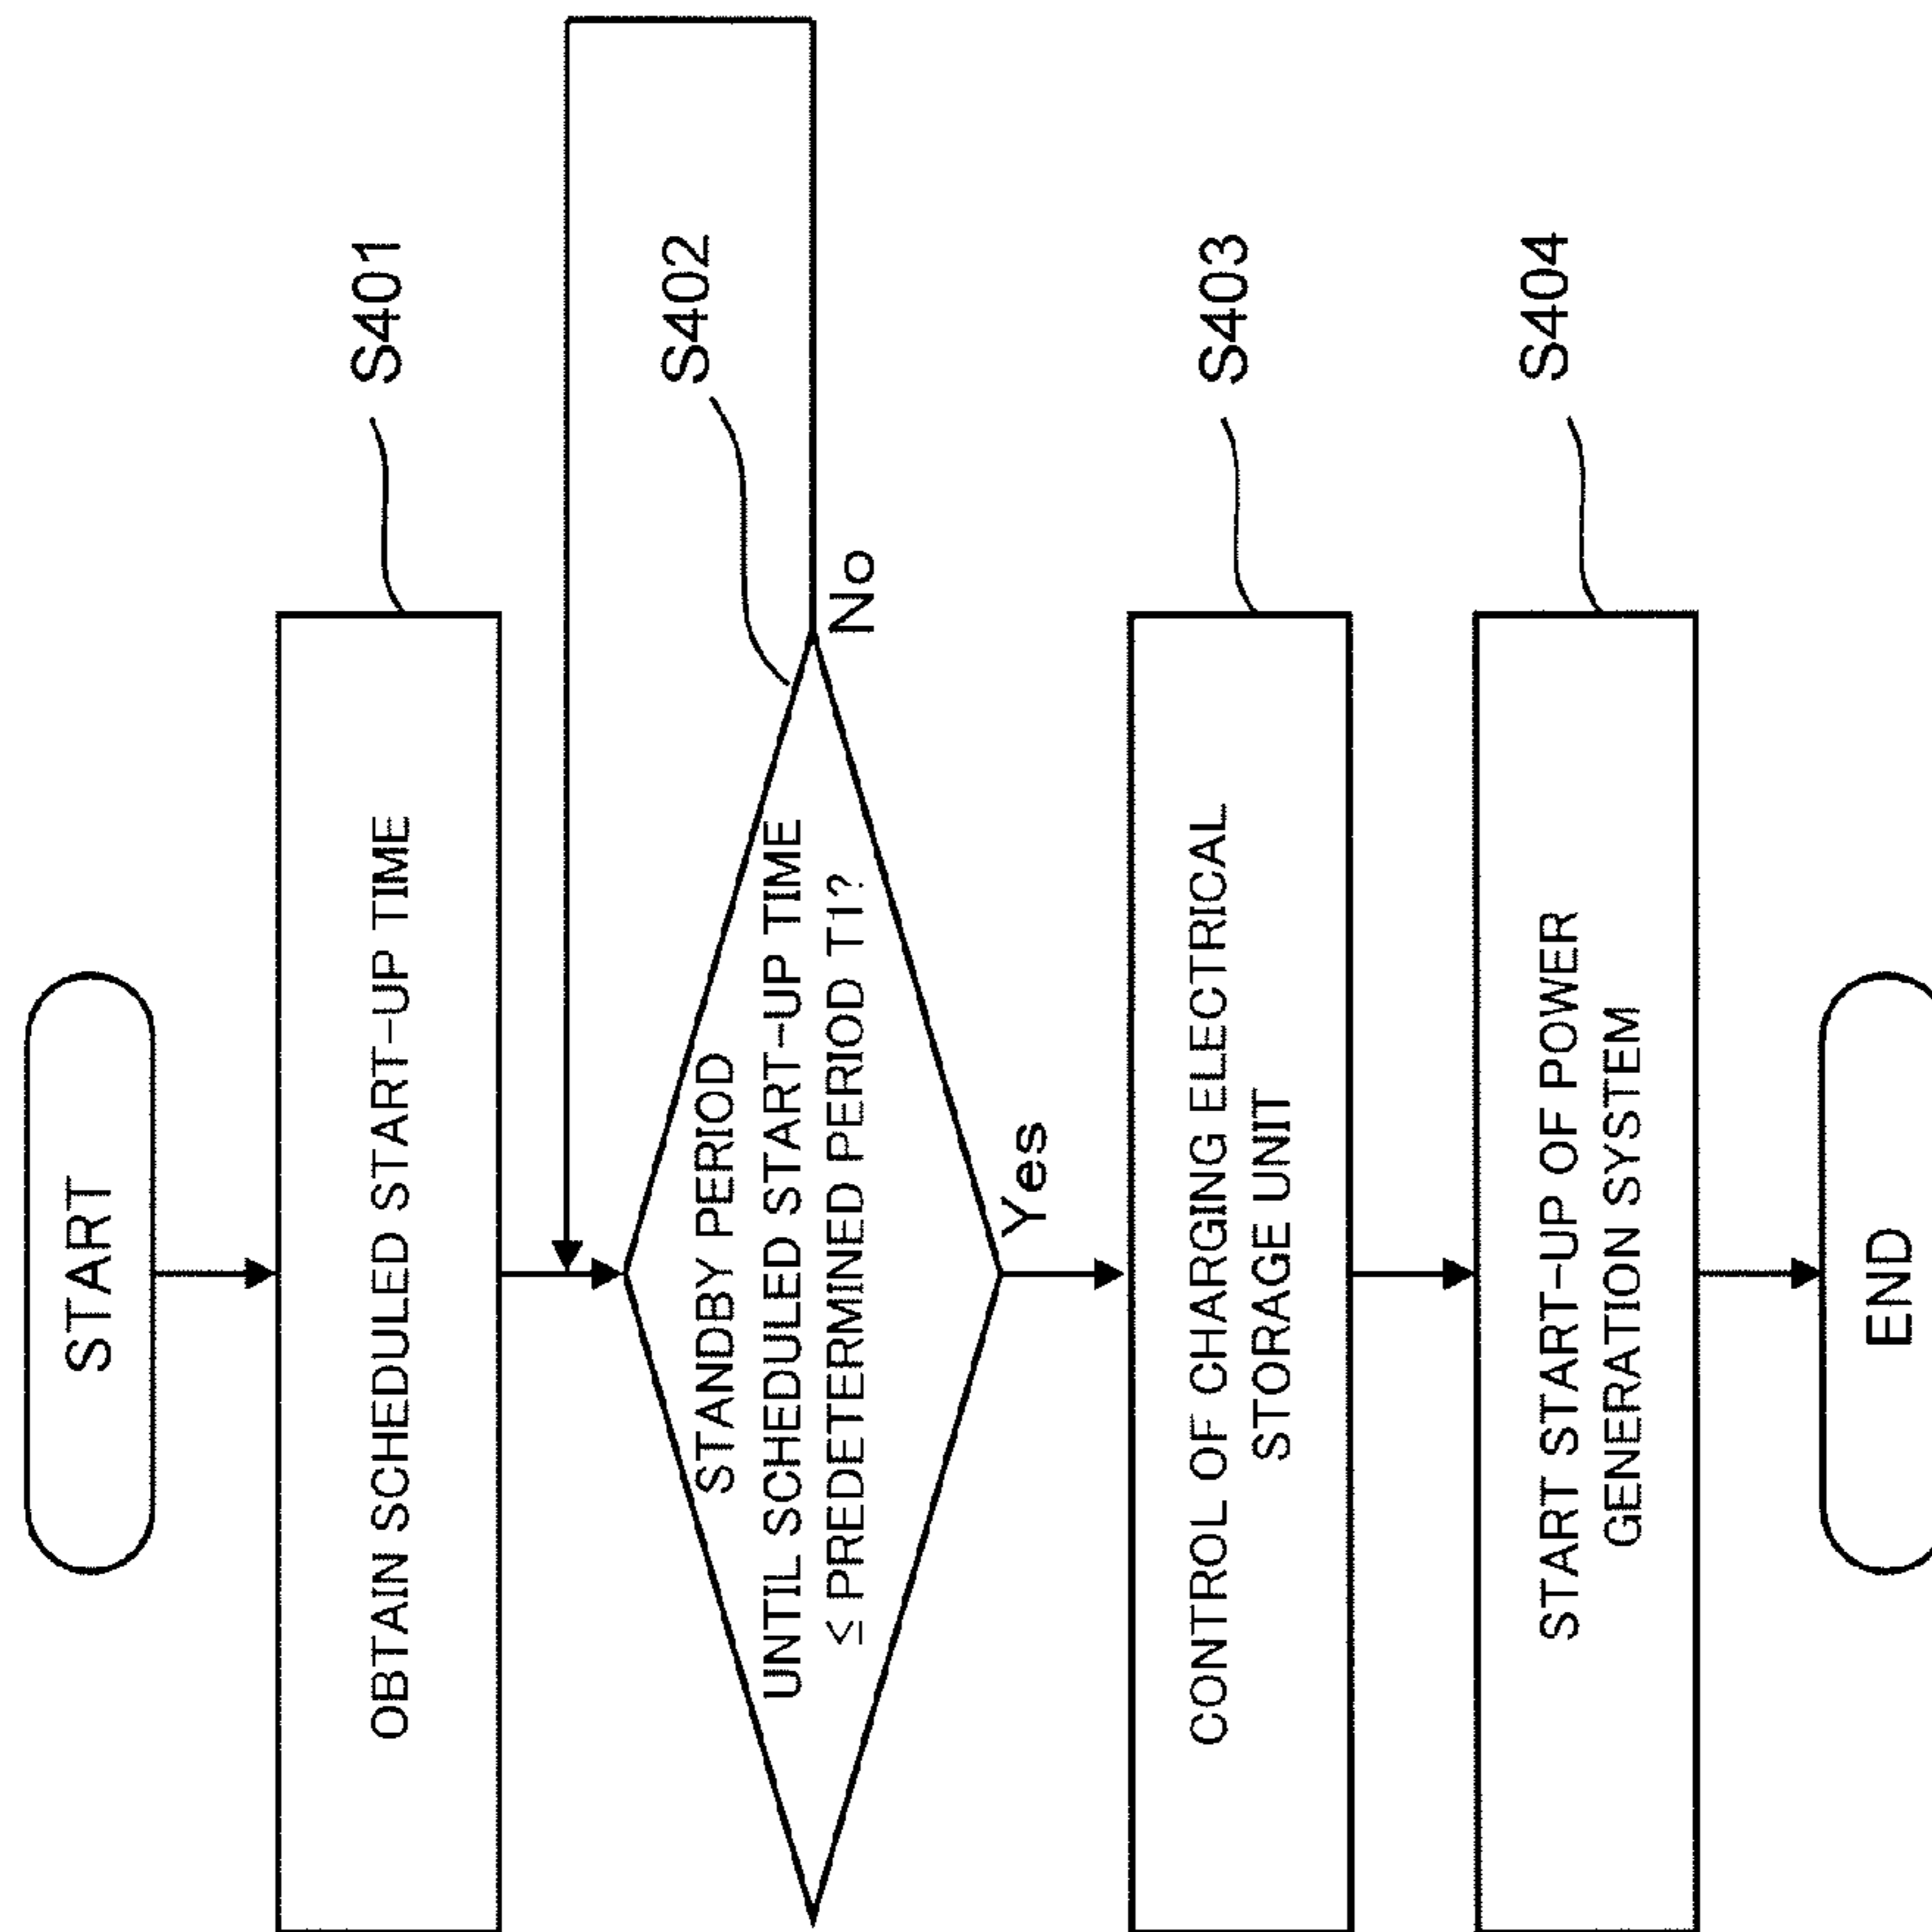 START
OBTAIN SCHEDULED START-UP TIME
S401
STANDBY PERIOD
UNTIL SCHEDULED START-UP TIME
≤ PREDETERMINED PERIOD T1?
S402
No
Yes
CONTROL OF CHARGING ELECTRICAL
STORAGE UNIT
S403
START START-UP OF POWER
GENERATION SYSTEM
S404
END